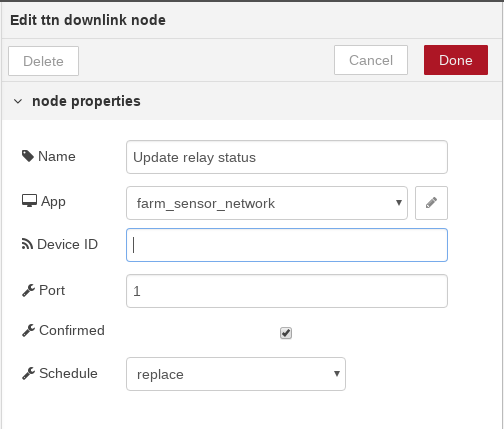 Edit ttn downlink node
Delete Cancel Done
node properties
Name Update relay status
App farm_sensor_network
Device ID
Port 1
Confirmed
Schedule replace